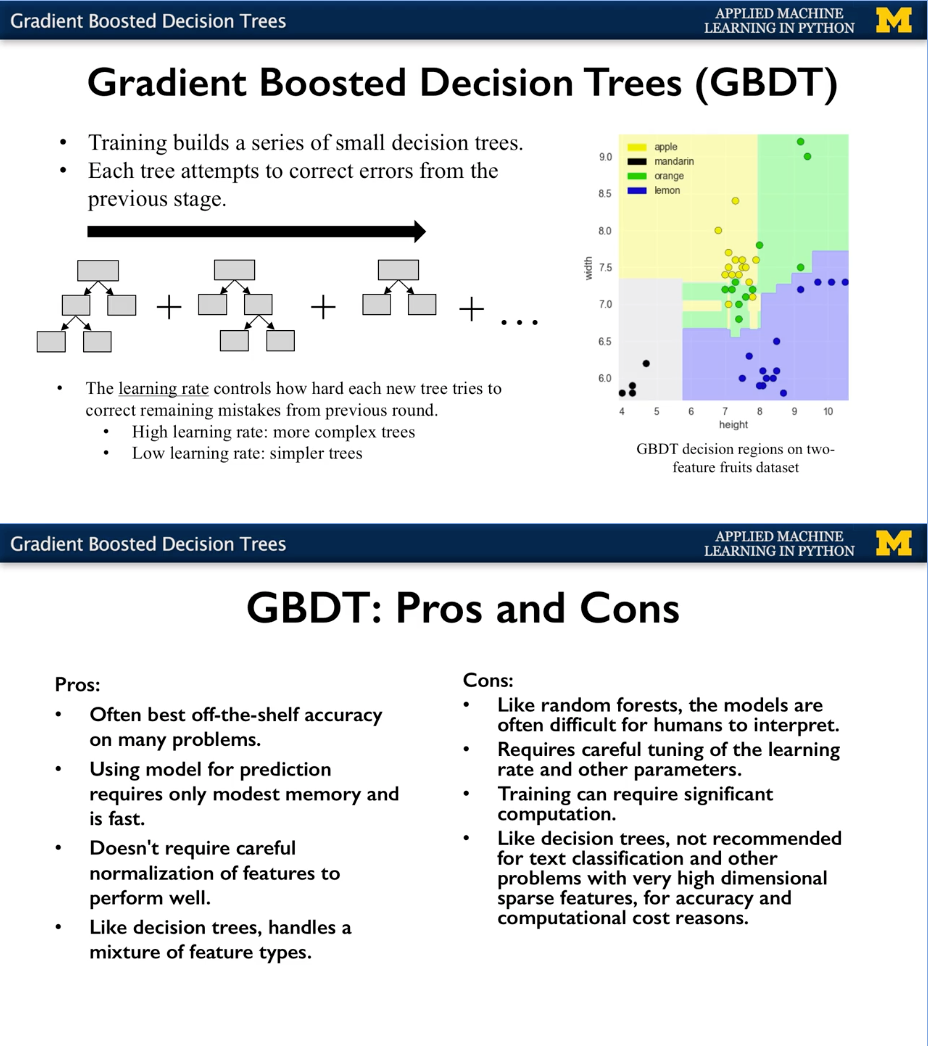 Gradient Boosted Decision Trees
APPLIED MACHINE
LEARNING IN PYTHON
M
Gradient Boosted Decision Trees (GBDT)
• Training builds a series of small decision trees.
• Each tree attempts to correct errors from the
previous stage.
+ + + ...
• The learning rate controls how hard each new tree tries to
correct remaining mistakes from previous round.
• High learning rate: more complex trees
• Low learning rate: simpler trees
apple
mandarin
orange
lemon
9.0
8.5
8.0
7.5
7.0
6.5
6.0
width
4 5 6 7 8 9 10
height
GBDT decision regions on two-
feature fruits dataset
Gradient Boosted Decision Trees
APPLIED MACHINE
LEARNING IN PYTHON
M
GBDT: Pros and Cons
Pros:
• Often best off-the-shelf accuracy
on many problems.
• Using model for prediction
requires only modest memory and
is fast.
• Doesn't require careful
normalization of features to
perform well.
• Like decision trees, handles a
mixture of feature types.
Cons:
• Like random forests, the models are
often difficult for humans to interpret.
• Requires careful tuning of the learning
rate and other parameters.
• Training can require significant
computation.
• Like decision trees, not recommended
for text classification and other
problems with very high dimensional
sparse features, for accuracy and
computational cost reasons.